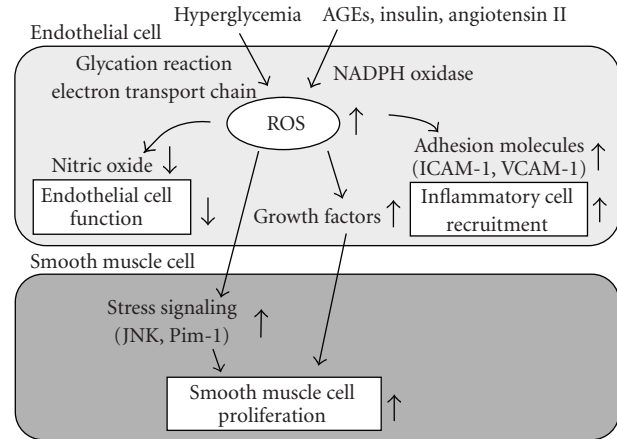 Hyperglycemia
AGEs, insulin, angiotensin II
Endothelial cell
Glycation reaction
electron transport chain
NADPH oxidase
ROS
Nitric oxide
Endothelial cell
function
Growth factors
Adhesion molecules
(ICAM-1, VCAM-1)
Inflammatory cell
recruitment
Smooth muscle cell
Stress signaling
(JNK, Pim-1)
Smooth muscle cell
proliferation